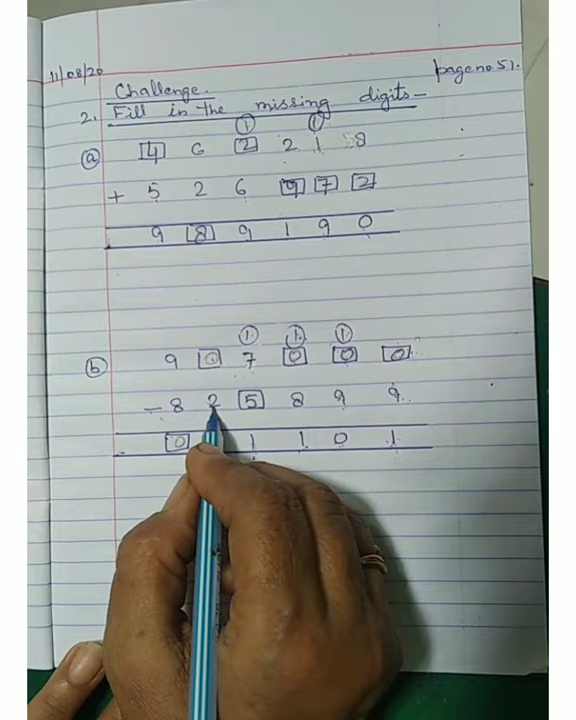 11/08/20
page no. 51.
Challenge.
2. Fill in the missing digits -
① ①
ⓐ 4 6 2 2 1 8
+ 5 2 6 9 7 2
9 8 9 1 9 0
① ① ①
ⓑ 9 0 7 0 0 0
- 8 2 5 8 9 9
0 1 1 0 1